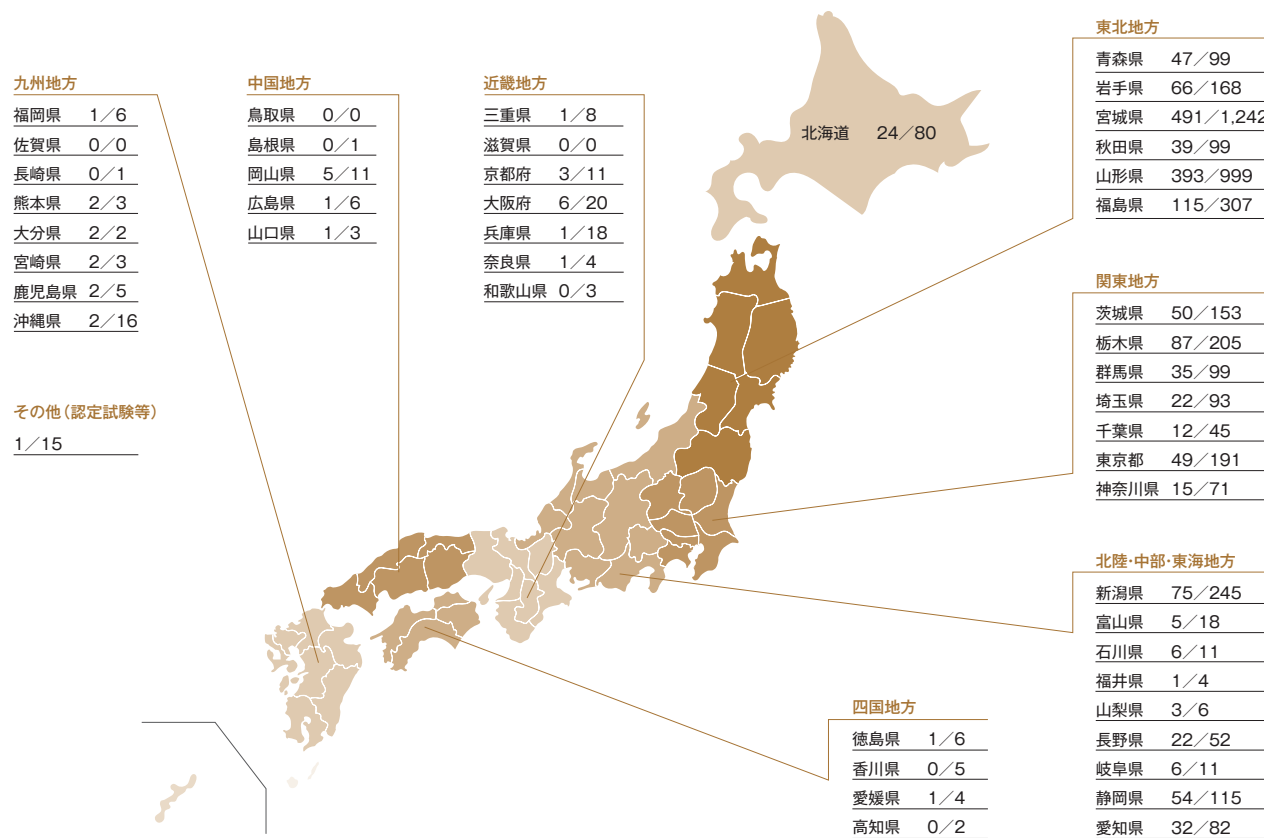 九州地方
福岡県 1／6
佐賀県 0／0
長崎県 0／1
熊本県 2／3
大分県 2／2
宮崎県 2／3
鹿児島県 2／5
沖縄県 2／16
その他（認定試験等）
1／15
中国地方
鳥取県 0／0
島根県 0／1
岡山県 5／11
広島県 1／6
山口県 1／3
近畿地方
三重県 1／8
滋賀県 0／0
京都府 3／11
大阪府 6／20
兵庫県 1／18
奈良県 1／4
和歌山県 0／3
北海道 24／80
東北地方
青森県 47／99
岩手県 66／168
宮城県 491／1,242
秋田県 39／99
山形県 393／999
福島県 115／307
関東地方
茨城県 50／153
栃木県 87／205
群馬県 35／99
埼玉県 22／93
千葉県 12／45
東京都 49／191
神奈川県 15／71
北陸・中部・東海地方
新潟県 75／245
富山県 5／18
石川県 6／11
福井県 1／4
山梨県 3／6
長野県 22／52
岐阜県 6／11
静岡県 54／115
愛知県 32／82
四国地方
徳島県 1／6
香川県 0／5
愛媛県 1／4
高知県 0／2